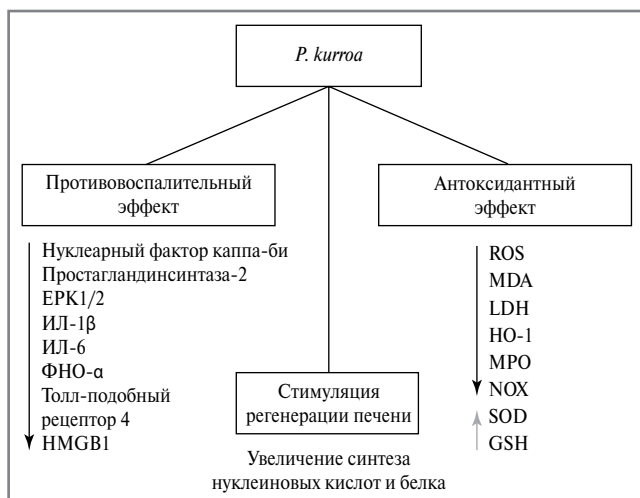 P. kurroa
Противовоспалительный
эффект
Нуклеарный фактор каппа-би
Простагландинсинтаза-2
ЕРК1/2
ИЛ-1β
ИЛ-6
ФНО-α
Толл-подобный
рецептор 4
HMGB1
Стимуляция
регенерации печени
Увеличение синтеза
нуклеиновых кислот и белка
Антоксидантный
эффект
ROS
MDA
LDH
HO-1
MPO
NOX
SOD
GSH